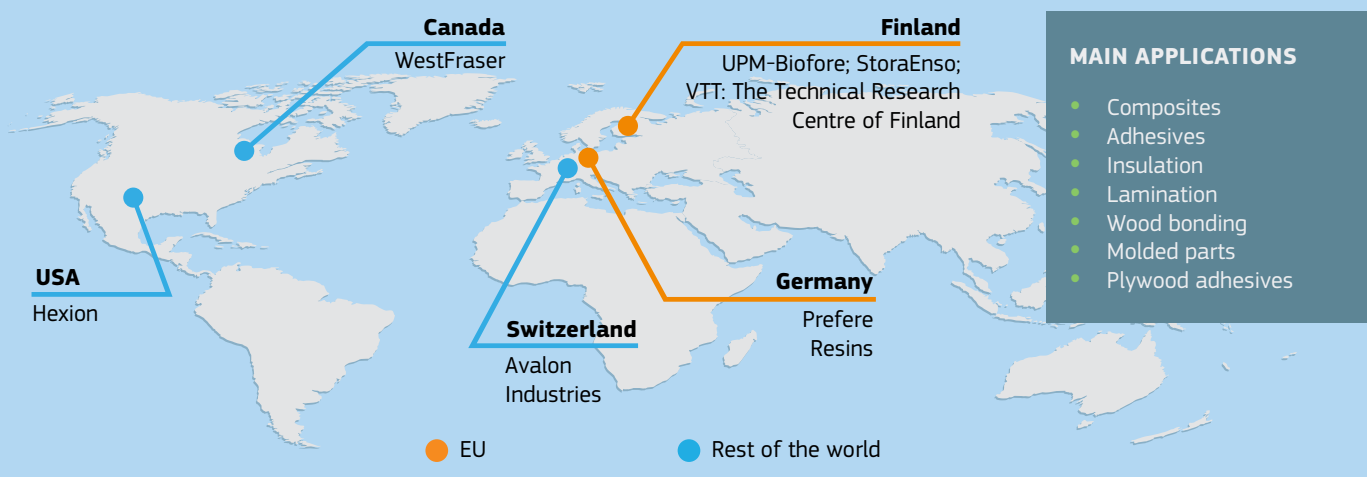 Canada
WestFraser
Finland
UPM-Biofore; StoraEnso;
VTT: The Technical Research
Centre of Finland
MAIN APPLICATIONS
• Composites
• Adhesives
• Insulation
• Lamination
• Wood bonding
• Molded parts
• Plywood adhesives
USA
Hexion
Switzerland
Avalon
Industries
Germany
Prefere
Resins
EU
Rest of the world